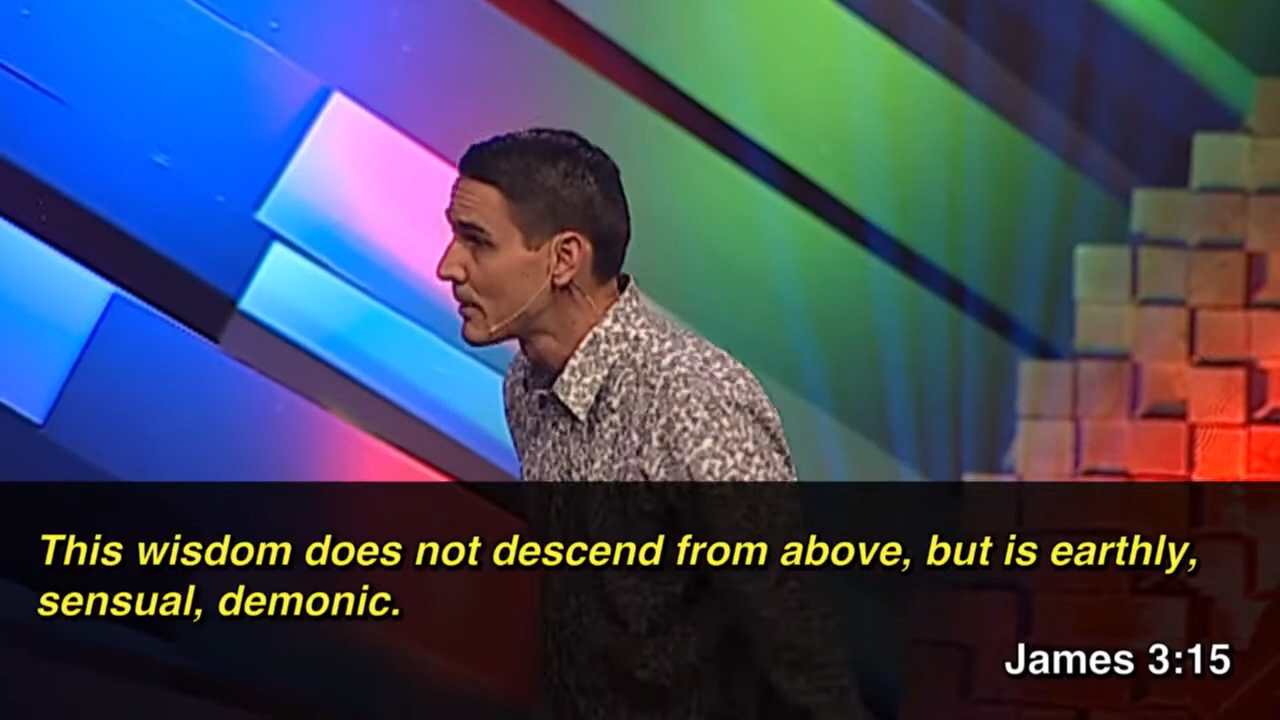 This wisdom does not descend from above, but is earthly,
sensual, demonic.
James 3:15